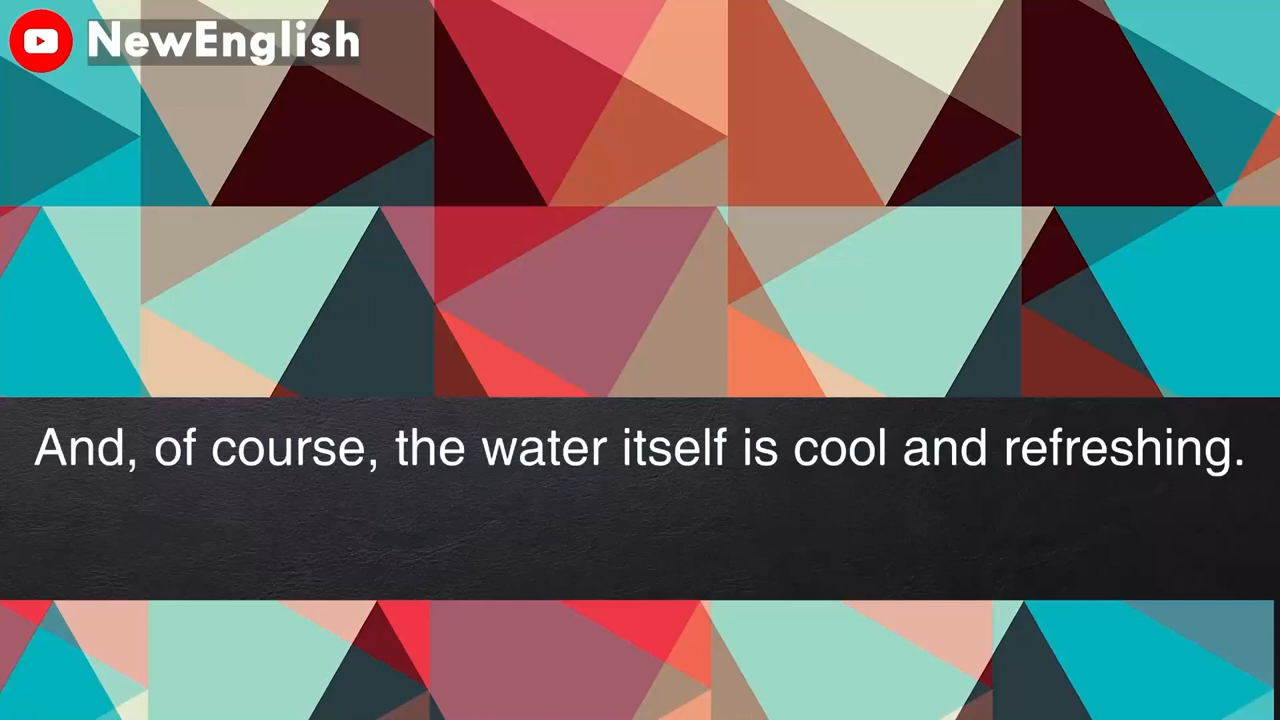 NewEnglish
And, of course, the water itself is cool and refreshing.